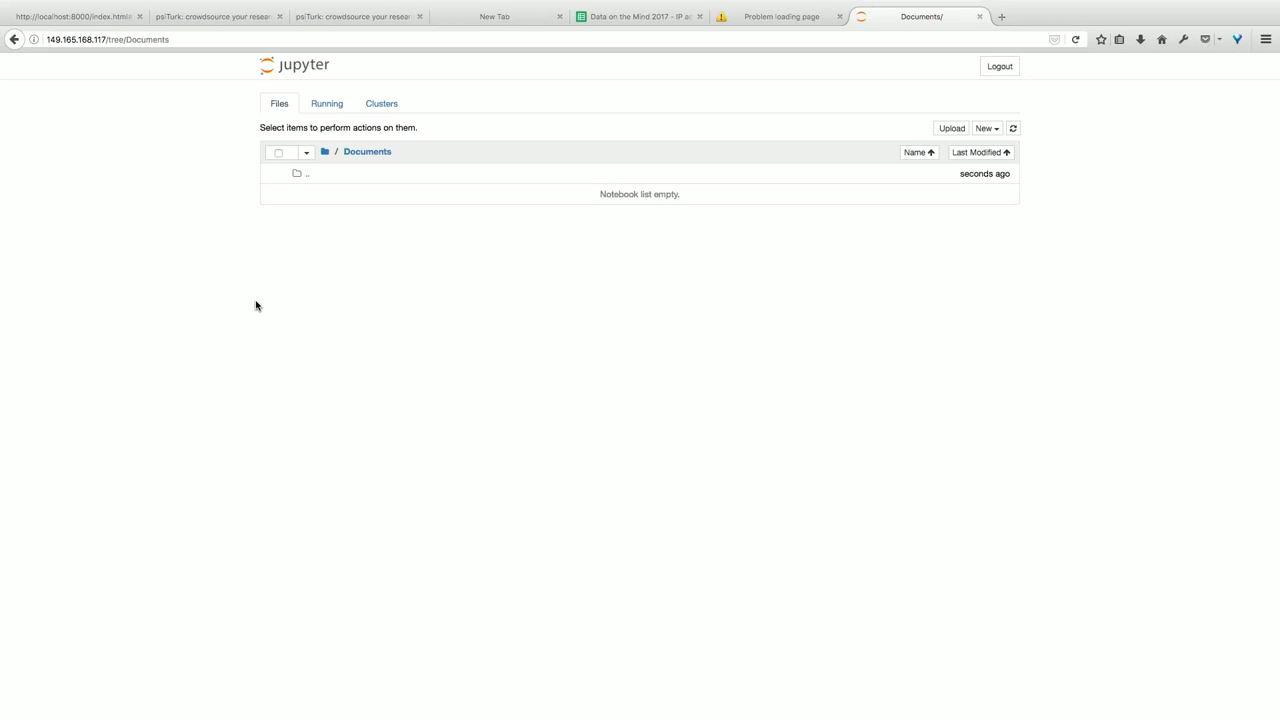 http://localhost:8000/index.html
psiTurk: crowdsource your resear
psiTurk: crowdsource your resear
New Tab
Data on the Mind 2017 - IP a
Problem loading page
Documents/
149.165.168.117/tree/Documents
jupyter
Logout
Files Running Clusters
Select items to perform actions on them.
Upload New
/ Documents
Name Last Modified
.. seconds ago
Notebook list empty.